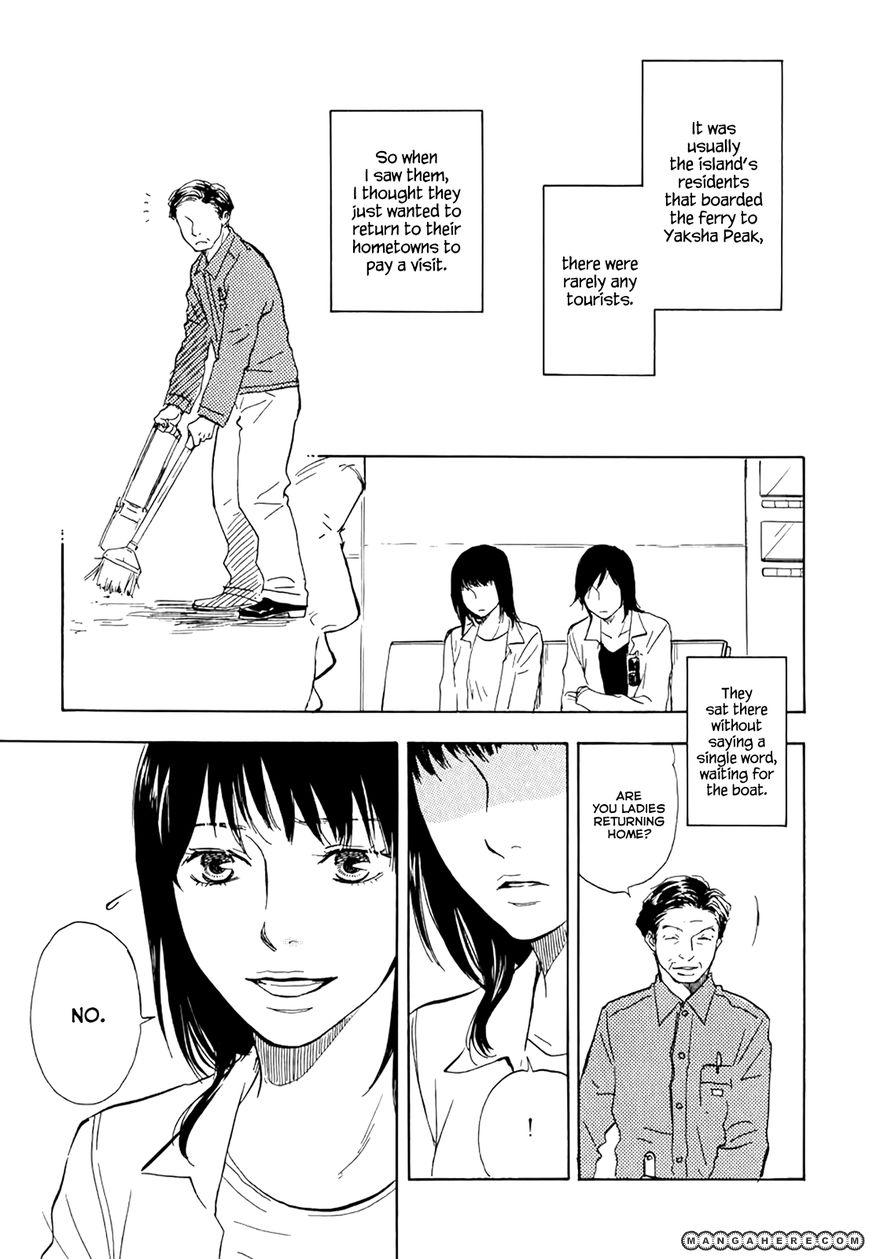 It was
usually
the island's
residents
that boarded
the ferry to
Yaksha Peak,
there were
rarely any
tourists.
So when
I saw them,
I thought they
just wanted to
return to their
hometowns to
pay a visit.
They
sat there
without
saying a
single word,
waiting for
the boat.
ARE
YOU LADIES
RETURNING
HOME?
!
NO.
MANGAHERE.COM